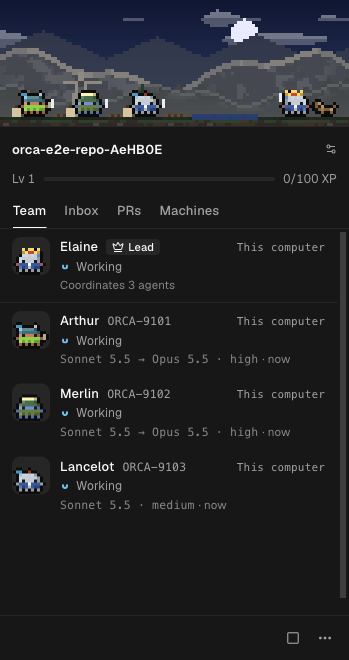 orca-e2e-repo-AeHB0E
Lv 1 0/100 XP
Team Inbox PRs Machines
Elaine Lead This computer
Working
Coordinates 3 agents
Arthur ORCA-9101 This computer
Working
Sonnet 5.5 → Opus 5.5 · high · now
Merlin ORCA-9102 This computer
Working
Sonnet 5.5 → Opus 5.5 · high · now
Lancelot ORCA-9103 This computer
Working
Sonnet 5.5 · medium · now